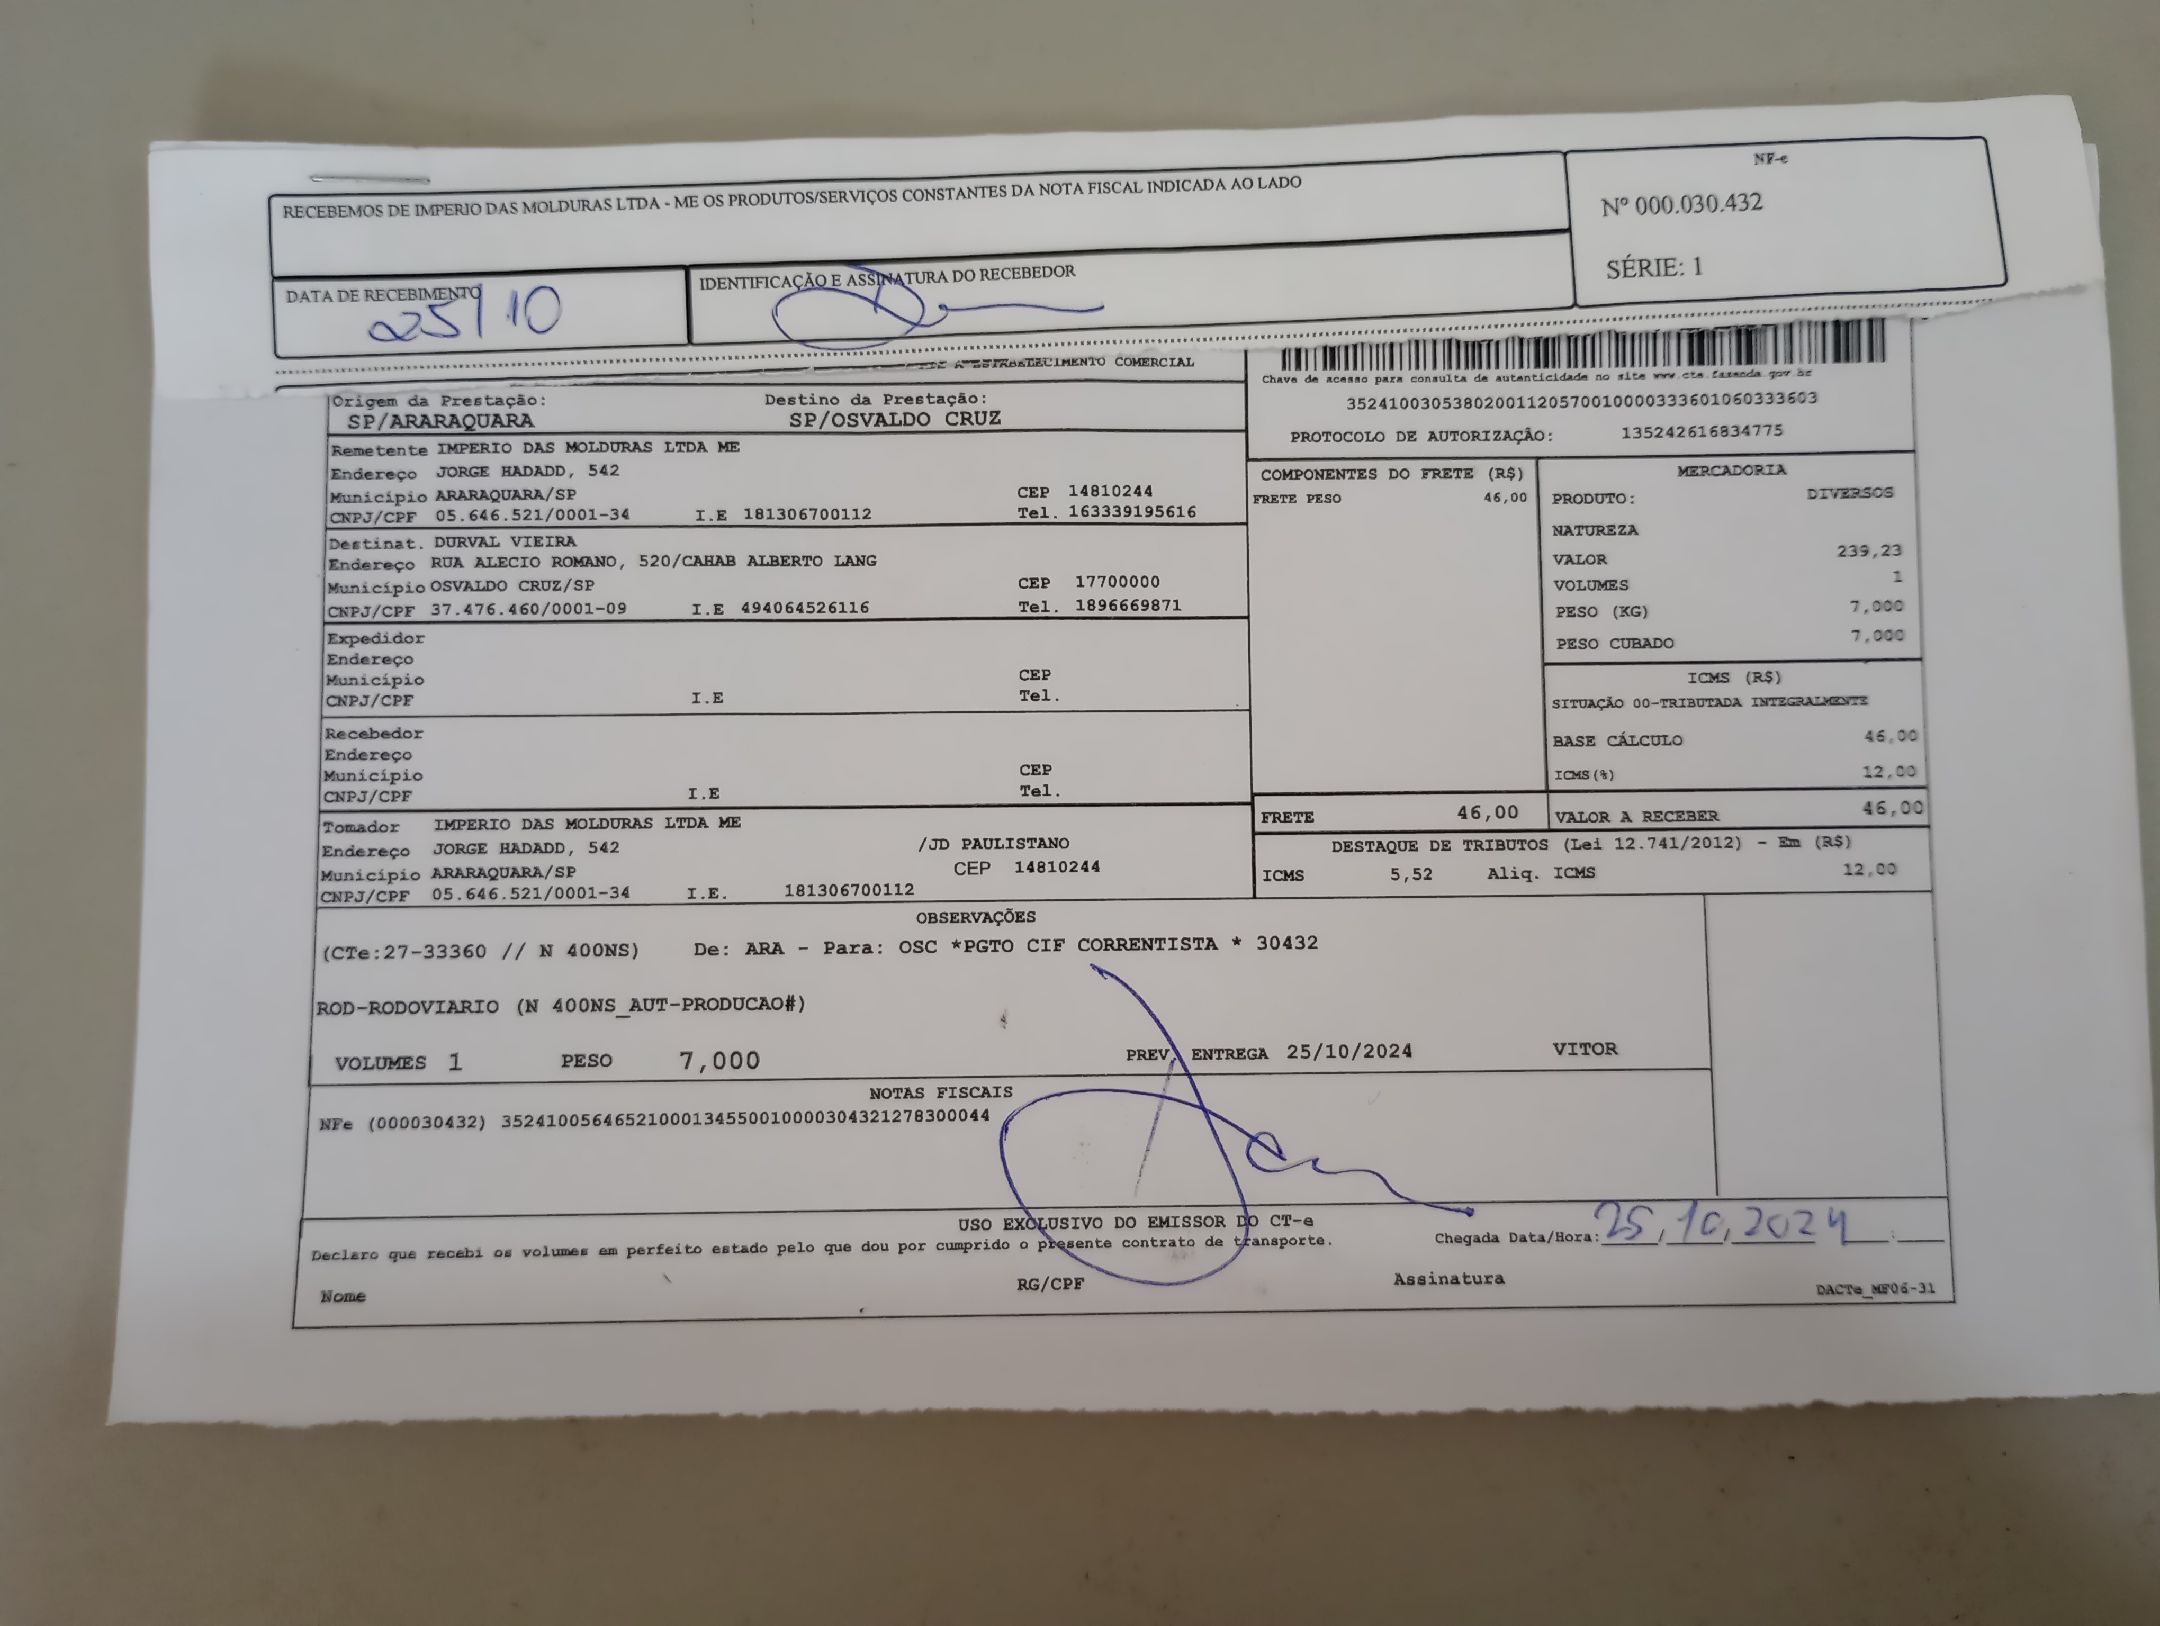 RECEBEMOS DE IMPERIO DAS MOLDURAS LTDA - ME OS PRODUTOS/SERVIÇOS CONSTANTES DA NOTA FISCAL INDICADA AO LADO
NF-e
Nº 000.030.432
SÉRIE: 1
DATA DE RECEBIMENTO
25/10
IDENTIFICAÇÃO E ASSINATURA DO RECEBEDOR
COMERCIAL
Chave de acesso para consulta de autenticidade no site www.cte.fazenda.gov.br
35241003053802001120570010000333601060333603
PROTOCOLO DE AUTORIZAÇÃO: 135242616834775
Origem da Prestação: Destino da Prestação:
SP/ARARAQUARA SP/OSVALDO CRUZ
Remetente IMPERIO DAS MOLDURAS LTDA ME
Endereço JORGE HADADD, 542
Município ARARAQUARA/SP CEP 14810244
CNPJ/CPF 05.646.521/0001-34 I.E 181306700112 Tel. 163339195616
Destinat. DURVAL VIEIRA
Endereço RUA ALECIO ROMANO, 520/CAHAB ALBERTO LANG
Município OSVALDO CRUZ/SP CEP 17700000
CNPJ/CPF 37.476.460/0001-09 I.E 494064526116 Tel. 1896669871
Expedidor
Endereço
Município CEP
CNPJ/CPF I.E Tel.
Recebedor
Endereço
Município CEP
CNPJ/CPF I.E Tel.
Tomador IMPERIO DAS MOLDURAS LTDA ME
Endereço JORGE HADADD, 542 /JD PAULISTANO
Município ARARAQUARA/SP CEP 14810244
CNPJ/CPF 05.646.521/0001-34 I.E. 181306700112
COMPONENTES DO FRETE (R$)
FRETE PESO 46,00
MERCADORIA
PRODUTO: DIVERSOS
NATUREZA
VALOR 239,23
VOLUMES 1
PESO (KG) 7,000
PESO CUBADO 7,000
ICMS (R$)
SITUAÇÃO 00-TRIBUTADA INTEGRALMENTE
BASE CÁLCULO 46,00
ICMS(%) 12,00
FRETE 46,00 VALOR A RECEBER 46,00
DESTAQUE DE TRIBUTOS (Lei 12.741/2012) - Em (R$)
ICMS 5,52 Aliq. ICMS 12,00
OBSERVAÇÕES
(CTe:27-33360 // N 400NS) De: ARA - Para: OSC *PGTO CIF CORRENTISTA * 30432
ROD-RODOVIARIO (N 400NS_AUT-PRODUCAO#)
VOLUMES 1 PESO 7,000 PREV. ENTREGA 25/10/2024 VITOR
NOTAS FISCAIS
NFe (000030432) 35241005646521000134550010000304321278300044
USO EXCLUSIVO DO EMISSOR DO CT-e
Declaro que recebi os volumes em perfeito estado pelo que dou por cumprido o presente contrato de transporte.
Chegada Data/Hora: 25/10/2024 :
Nome RG/CPF Assinatura DACTe_MF06-31